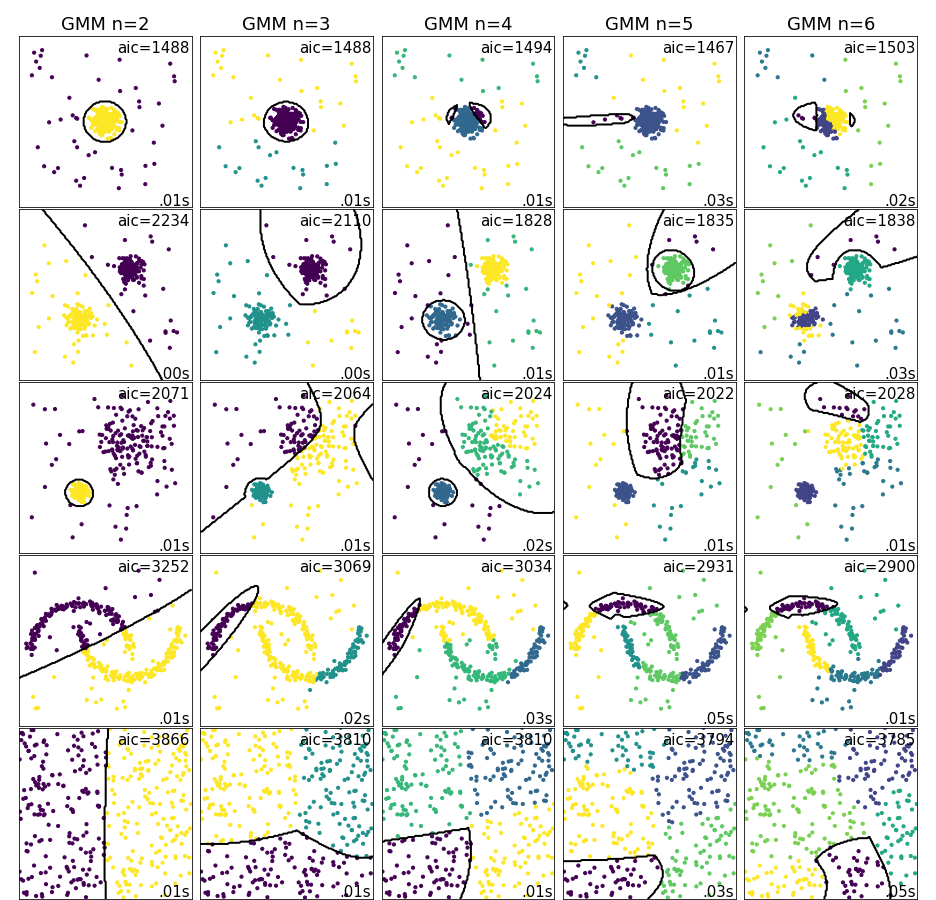 GMM n=2 GMM n=3 GMM n=4 GMM n=5 GMM n=6
aic=1488 aic=1488 aic=1494 aic=1467 aic=1503
.01s .01s .01s .03s .02s
aic=2234 aic=2110 aic=1828 aic=1835 aic=1838
.00s .00s .01s .01s .03s
aic=2071 aic=2064 aic=2024 aic=2022 aic=2028
.01s .01s .02s .01s .01s
aic=3252 aic=3069 aic=3034 aic=2931 aic=2900
.01s .02s .03s .05s .01s
aic=3866 aic=3810 aic=3810 aic=3794 aic=3785
.01s .01s .01s .03s .05s